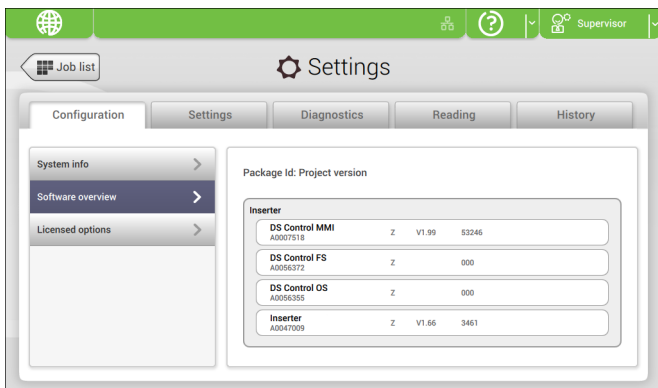 Supervisor
Job list
Settings
Configuration
Settings
Diagnostics
Reading
History
System info
Software overview
Licensed options
Package Id: Project version
Inserter
DS Control MMI Z V1.99 53246
A0007518
DS Control FS Z 000
A0056372
DS Control OS Z 000
A0056355
Inserter Z V1.66 3461
A0047009